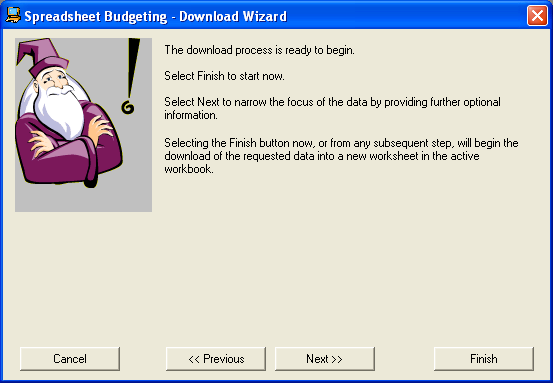 Spreadsheet Budgeting - Download Wizard
The download process is ready to begin.
Select Finish to start now.
Select Next to narrow the focus of the data by providing further optional
information.
Selecting the Finish button now, or from any subsequent step, will begin the
download of the requested data into a new worksheet in the active
workbook.
Cancel
<< Previous
Next >>
Finish